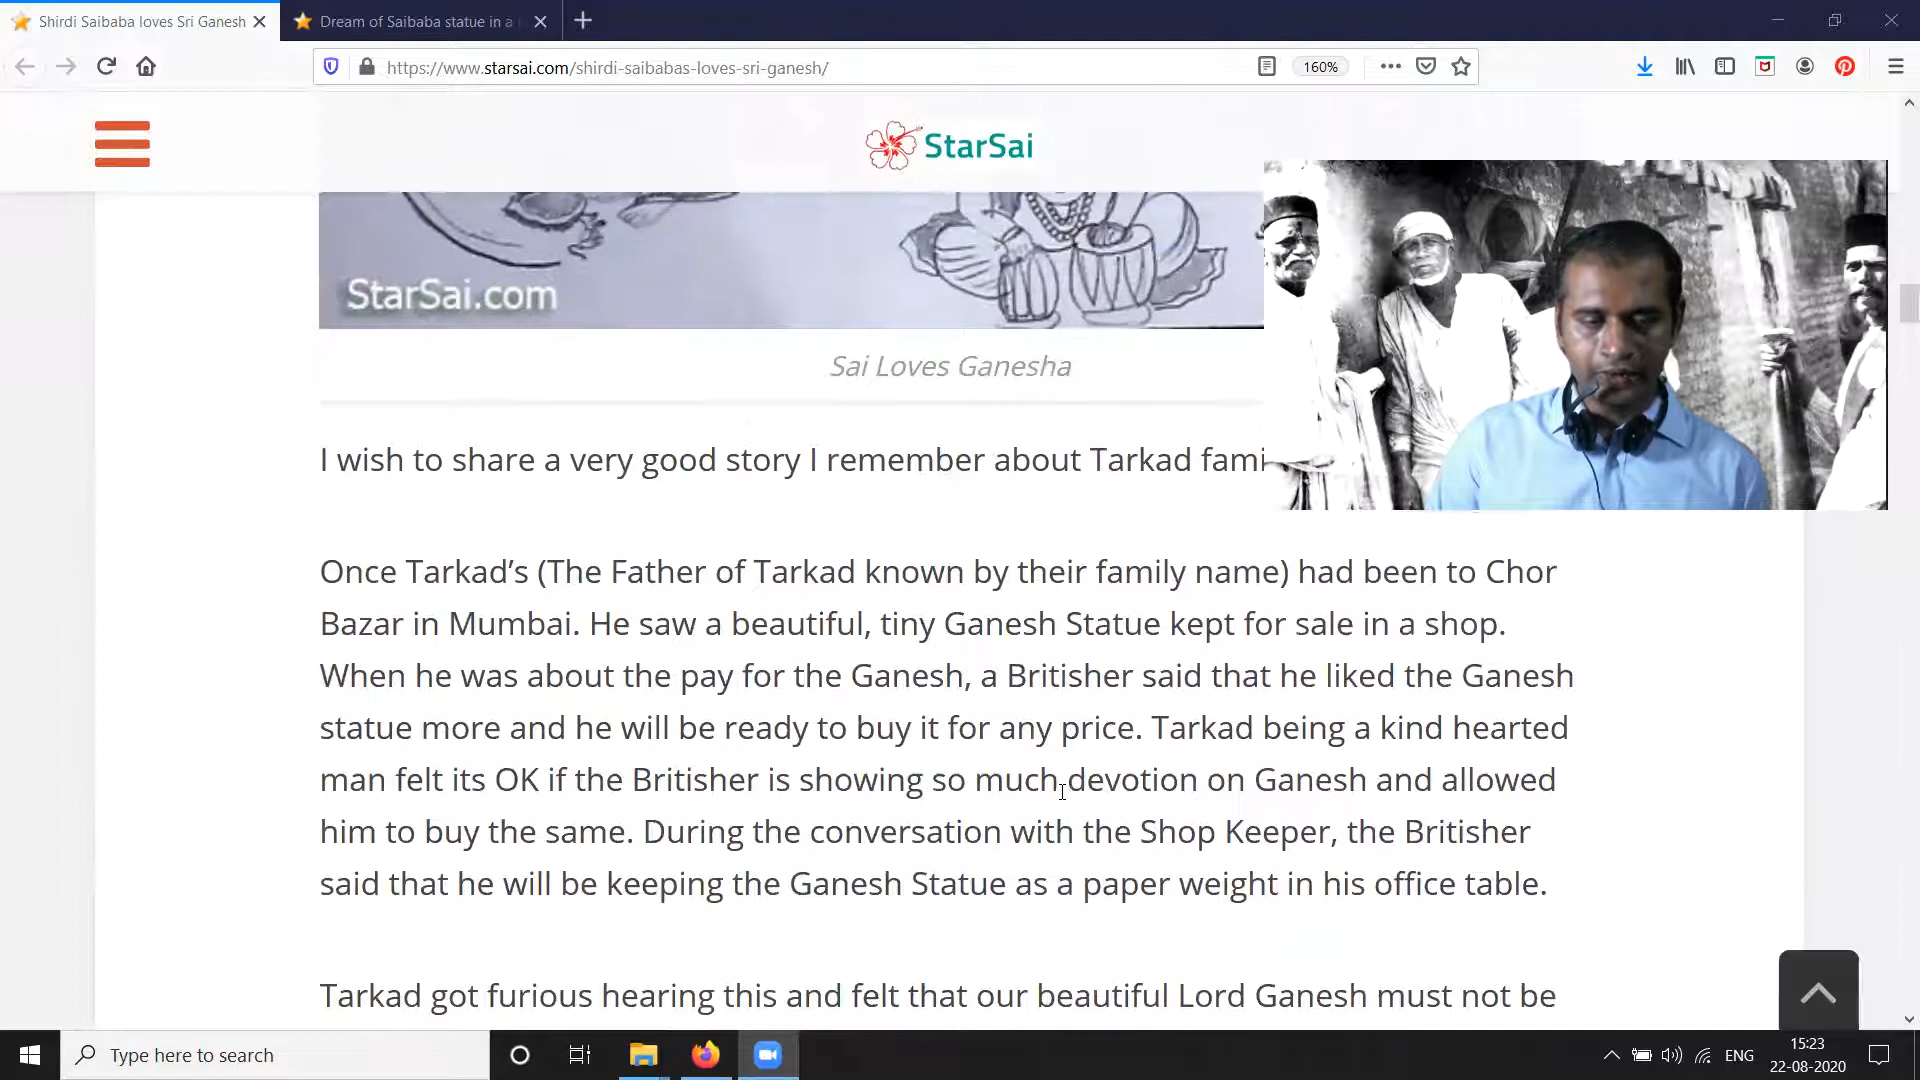 Shirdi Saibaba loves Sri Ganesh
Dream of Saibaba statue in a
https://www.starsai.com/shirdi-saibabas-loves-sri-ganesh/
160%
StarSai
StarSai.com
Sai Loves Ganesha
I wish to share a very good story I remember about Tarkad fami
Once Tarkad’s (The Father of Tarkad known by their family name) had been to Chor
Bazar in Mumbai. He saw a beautiful, tiny Ganesh Statue kept for sale in a shop.
When he was about the pay for the Ganesh, a Britisher said that he liked the Ganesh
statue more and he will be ready to buy it for any price. Tarkad being a kind hearted
man felt its OK if the Britisher is showing so much devotion on Ganesh and allowed
him to buy the same. During the conversation with the Shop Keeper, the Britisher
said that he will be keeping the Ganesh Statue as a paper weight in his office table.
Tarkad got furious hearing this and felt that our beautiful Lord Ganesh must not be
Type here to search
ENG
15:23
22-08-2020